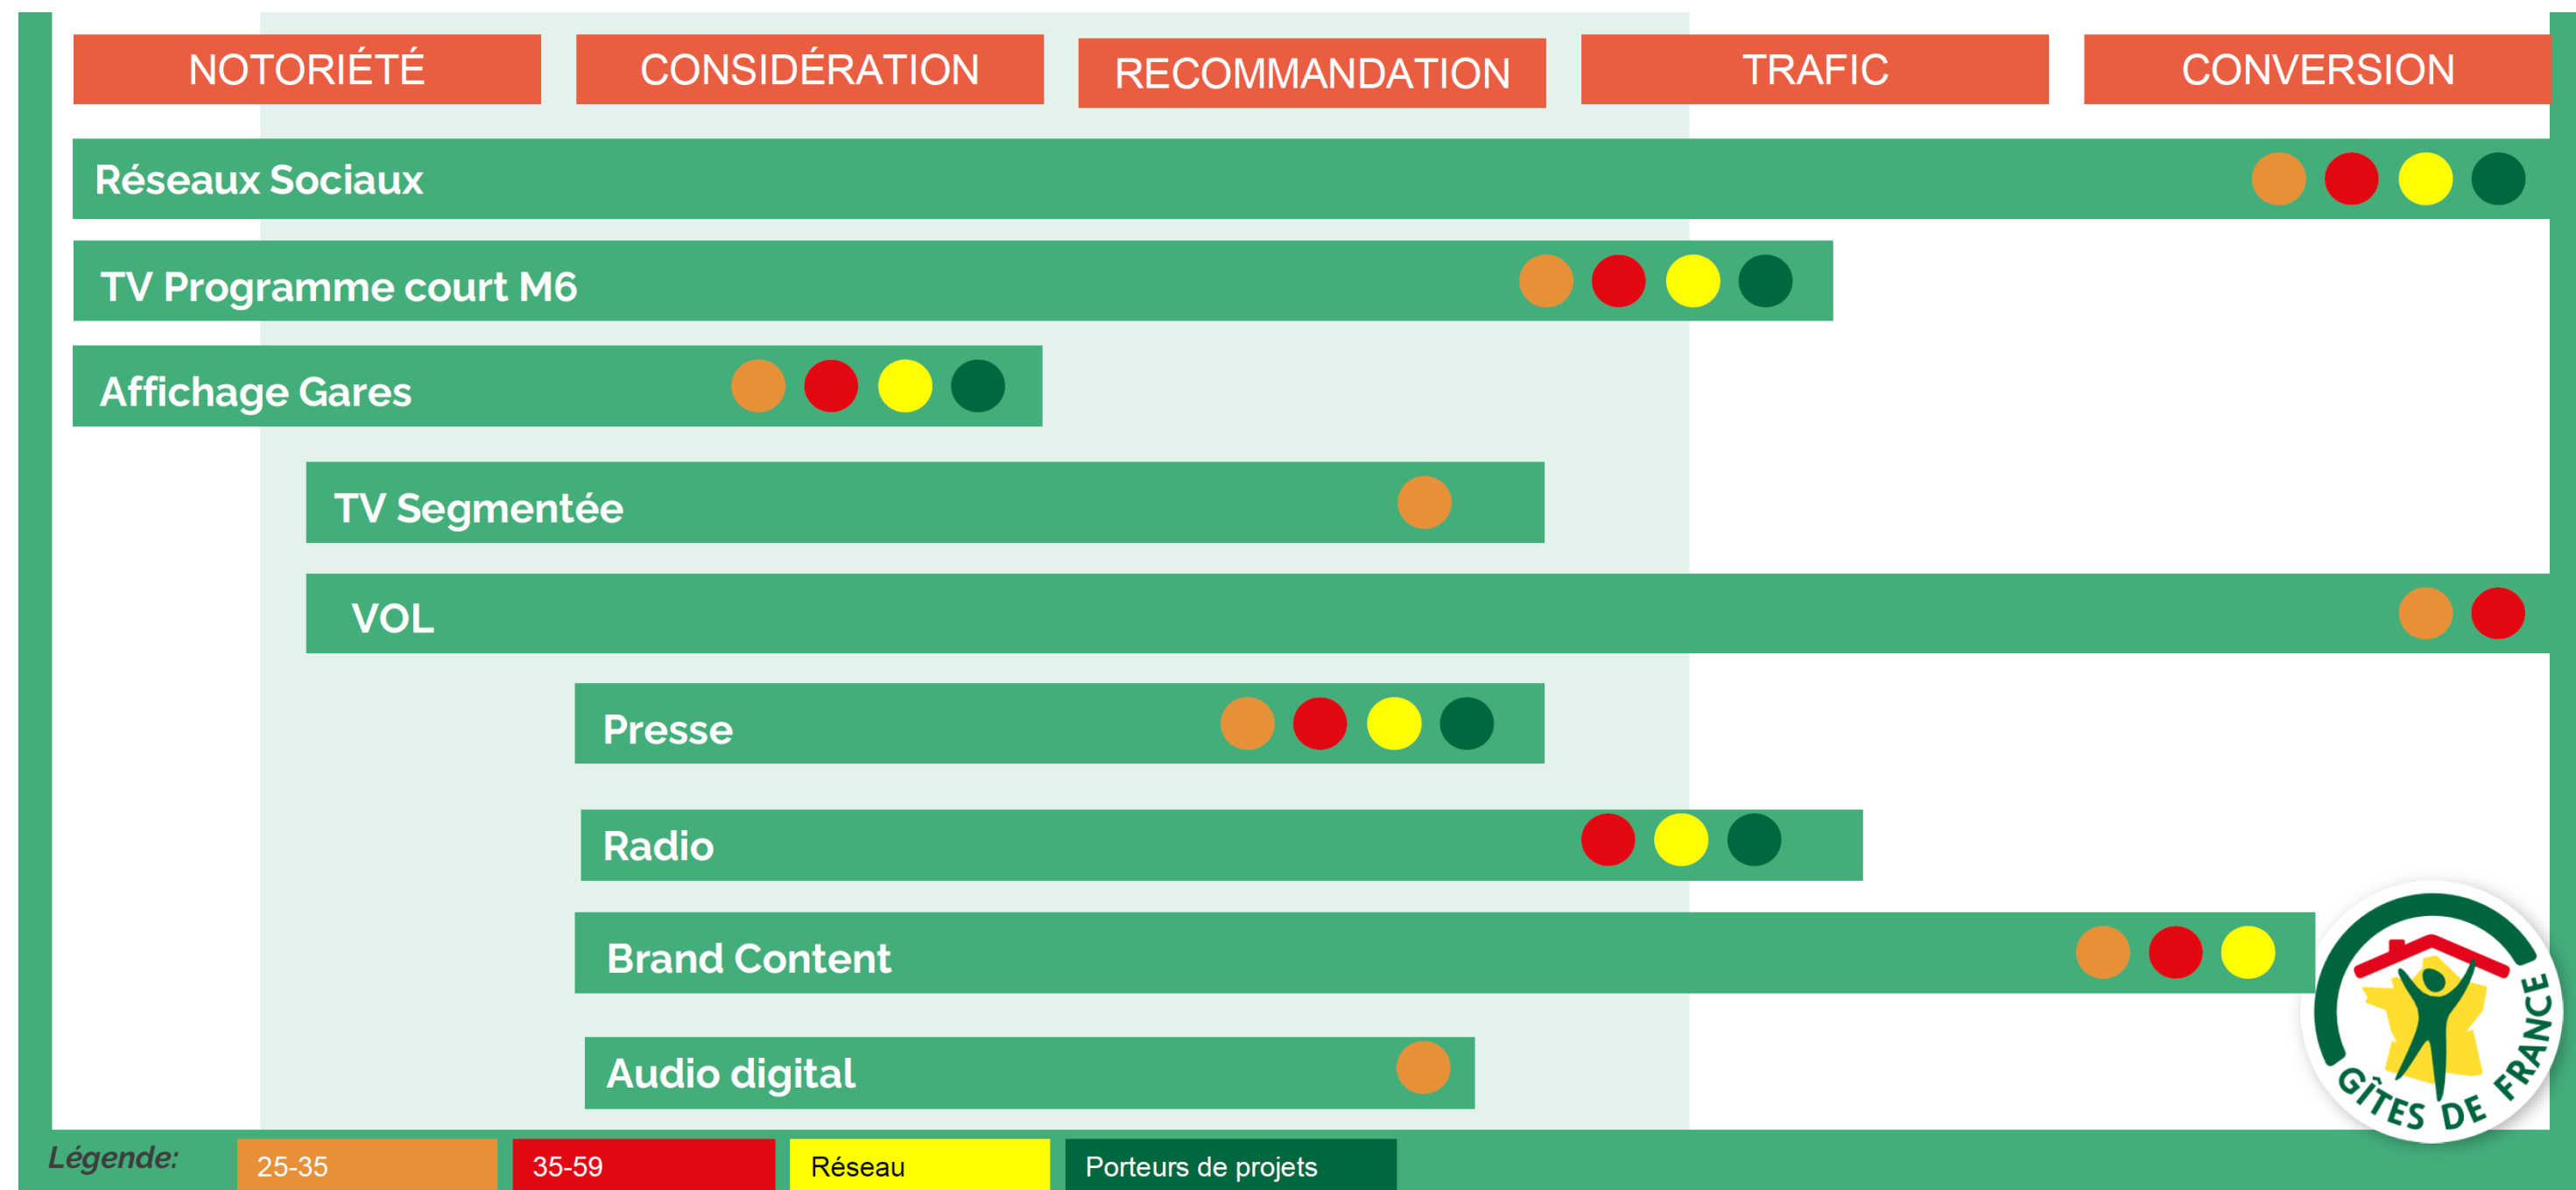 NOTORIÉTÉ
CONSIDÉRATION
RECOMMANDATION
TRAFIC
CONVERSION
Réseaux Sociaux
TV Programme court M6
Affichage Gares
TV Segmentée
VOL
Presse
Radio
Brand Content
Audio digital
GÎTES DE FRANCE
Légende:
25-35
35-59
Réseau
Porteurs de projets